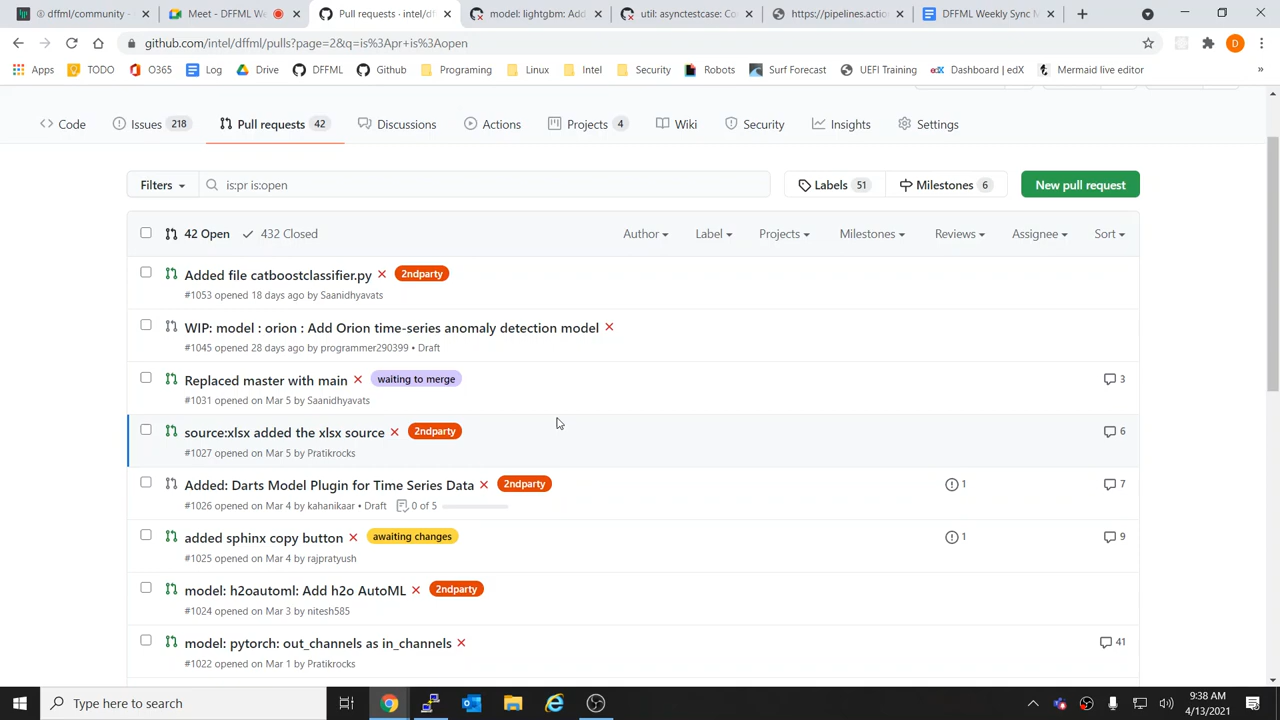 dffml/community -
Meet - DFFML We
Pull requests · intel/df
model: lightgbm: Add
util: asynctestcase: Co
https://pipelines.action
DFFML Weekly Sync M
github.com/intel/dffml/pulls?page=2&q=is%3Apr+is%3Aopen
D
Apps TODO O365 Log Drive DFFML Github Programing Linux Intel Security Robots Surf Forecast UEFI Training Dashboard | edX Mermaid live editor »
Code Issues 218 Pull requests 42 Discussions Actions Projects 4 Wiki Security Insights Settings
Filters is:pr is:open Labels 51 Milestones 6 New pull request
42 Open 432 Closed Author Label Projects Milestones Reviews Assignee Sort
Added file catboostclassifier.py 2ndparty
#1053 opened 18 days ago by Saanidhyavats
WIP: model : orion : Add Orion time-series anomaly detection model
#1045 opened 28 days ago by programmer290399 • Draft
Replaced master with main waiting to merge 3
#1031 opened on Mar 5 by Saanidhyavats
source:xlsx added the xlsx source 2ndparty 6
#1027 opened on Mar 5 by Pratikrocks
Added: Darts Model Plugin for Time Series Data 2ndparty 1 7
#1026 opened on Mar 4 by kahanikaar • Draft 0 of 5
added sphinx copy button awaiting changes 1 9
#1025 opened on Mar 4 by rajpratyush
model: h2oautoml: Add h2o AutoML 2ndparty
#1024 opened on Mar 3 by nitesh585
model: pytorch: out_channels as in_channels 41
#1022 opened on Mar 1 by Pratikrocks
Type here to search
9:38 AM
4/13/2021